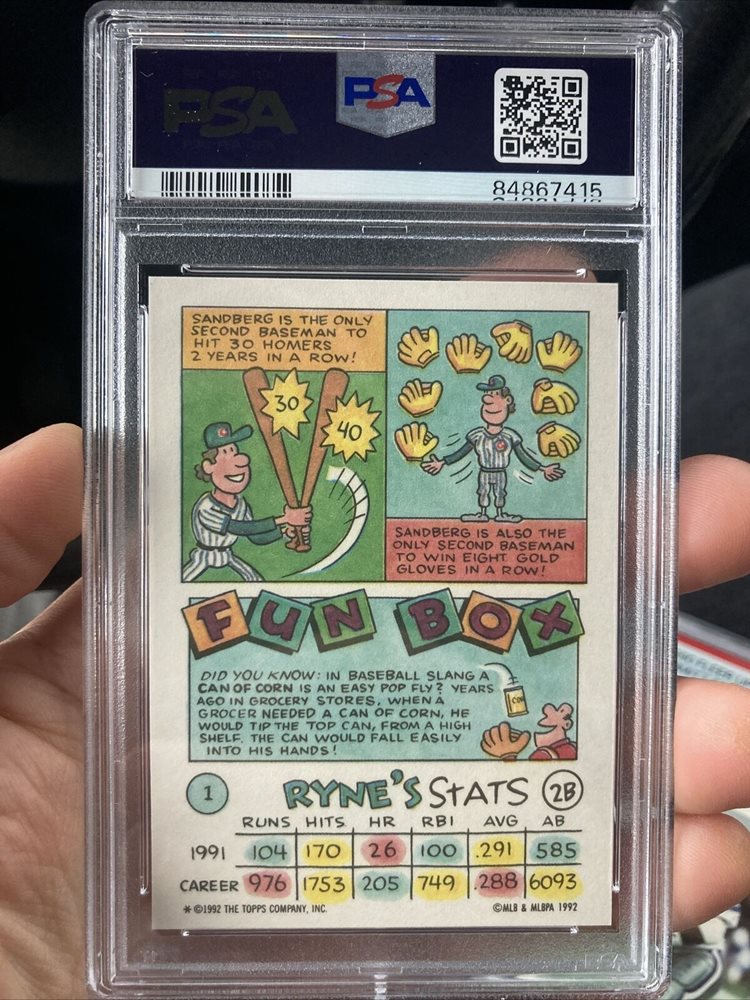 PSA
PSA
84867415
SANDBERG IS THE ONLY
SECOND BASEMAN TO
HIT 30 HOMERS
2 YEARS IN A ROW!
30
40
SANDBERG IS ALSO THE
ONLY SECOND BASEMAN
TO WIN EIGHT GOLD
GLOVES IN A ROW!
FUN BOX
DID YOU KNOW: IN BASEBALL SLANG A
CAN OF CORN IS AN EASY POP FLY? YEARS
AGO IN GROCERY STORES, WHEN A
GROCER NEEDED A CAN OF CORN, HE
WOULD TIP THE TOP CAN, FROM A HIGH
SHELF. THE CAN WOULD FALL EASILY
INTO HIS HANDS!
1 RYNE'S STATS 2B
RUNS HITS HR RBI AVG AB
1991 104 170 26 100 .291 585
CAREER 976 1753 205 749 .288 6093
* ©1992 THE TOPPS COMPANY, INC. ©MLB & MLBPA 1992